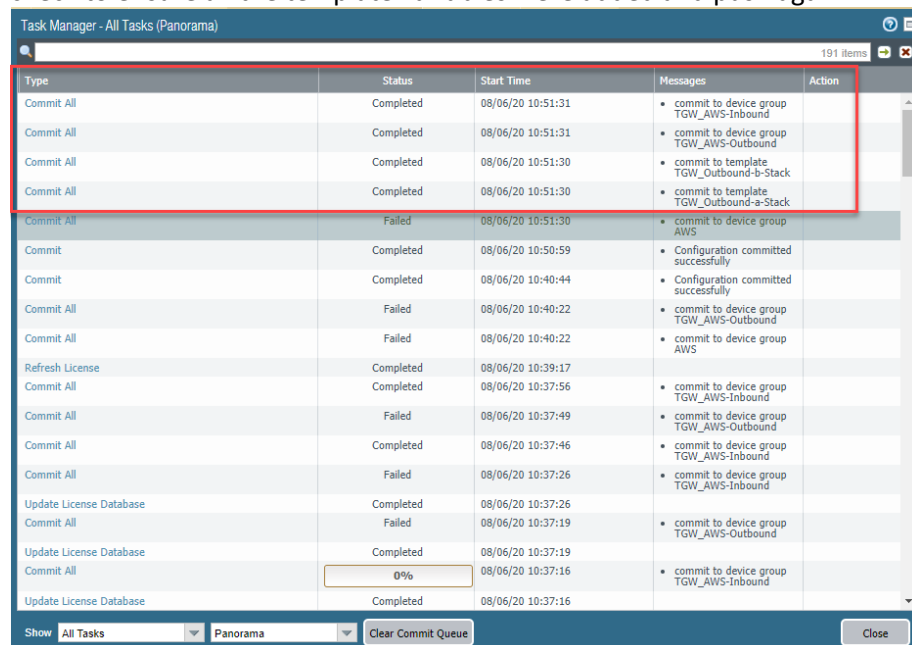 Task Manager - All Tasks (Panorama)
191 items
Type Status Start Time Messages Action
Commit All Completed 08/06/20 10:51:31 • commit to device group
TGW_AWS-Inbound
Commit All Completed 08/06/20 10:51:31 • commit to device group
TGW_AWS-Outbound
Commit All Completed 08/06/20 10:51:30 • commit to template
TGW_Outbound-b-Stack
Commit All Completed 08/06/20 10:51:30 • commit to template
TGW_Outbound-a-Stack
Commit All Failed 08/06/20 10:51:30 • commit to device group
AWS
Commit Completed 08/06/20 10:50:59 • Configuration committed
successfully
Commit Completed 08/06/20 10:40:44 • Configuration committed
successfully
Commit All Failed 08/06/20 10:40:22 • commit to device group
TGW_AWS-Outbound
Commit All Failed 08/06/20 10:40:22 • commit to device group
AWS
Refresh License Completed 08/06/20 10:39:17
Commit All Completed 08/06/20 10:37:56 • commit to device group
TGW_AWS-Inbound
Commit All Failed 08/06/20 10:37:49 • commit to device group
TGW_AWS-Outbound
Commit All Completed 08/06/20 10:37:46 • commit to device group
TGW_AWS-Inbound
Commit All Failed 08/06/20 10:37:26 • commit to device group
TGW_AWS-Inbound
Update License Database Completed 08/06/20 10:37:26
Commit All Failed 08/06/20 10:37:19 • commit to device group
TGW_AWS-Outbound
Update License Database Completed 08/06/20 10:37:19
Commit All 0% 08/06/20 10:37:16 • commit to device group
TGW_AWS-Inbound
Update License Database Completed 08/06/20 10:37:16
Show All Tasks Panorama Clear Commit Queue Close